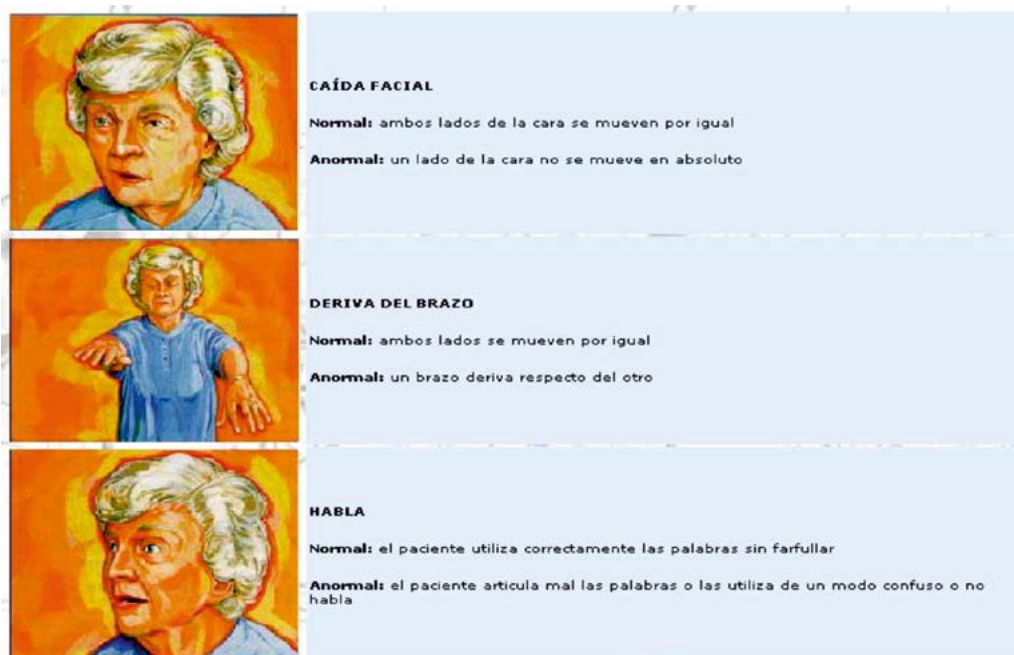 CAÍDA FACIAL
Normal: ambos lados de la cara se mueven por igual
Anormal: un lado de la cara no se mueve en absoluto
DERIVA DEL BRAZO
Normal: ambos lados se mueven por igual
Anormal: un brazo deriva respecto del otro
HABLA
Normal: el paciente utiliza correctamente las palabras sin farfullar
Anormal: el paciente articula mal las palabras o las utiliza de un modo confuso o no
habla